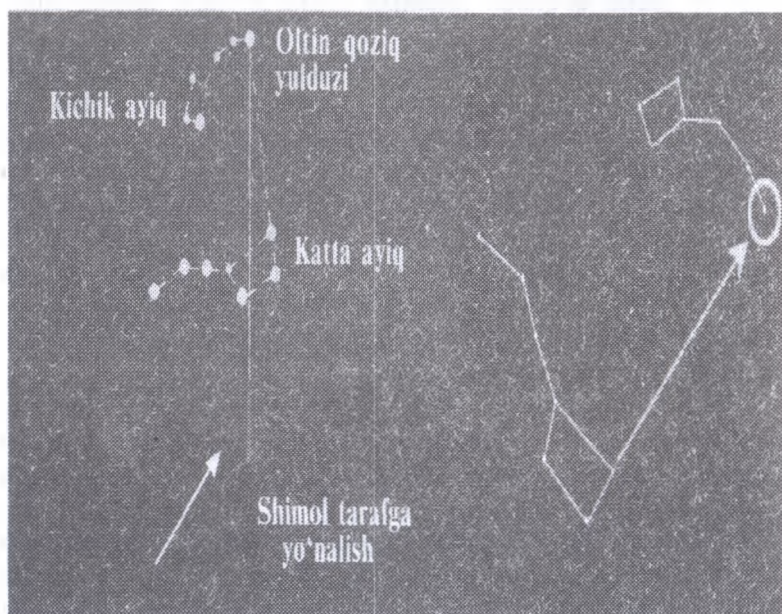 Oltin qoziq
yulduzi
Kichik ayiq
Katta ayiq
Shimol tarafga
yo‘nalish